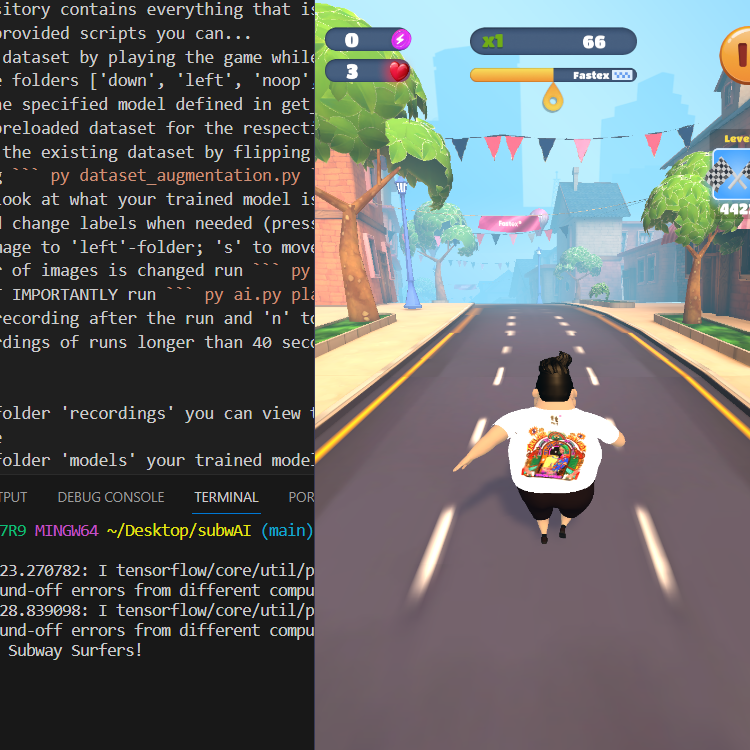 sitory contains everything that is
provided scripts you can...
dataset by playing the game while
e folders ['down', 'left', 'noop',
he specified model defined in get_
preloaded dataset for the respecti
the existing dataset by flipping
g ``` py dataset_augmentation.py
look at what your trained model is
d change labels when needed (press
mage to 'left'-folder; 's' to move
r of images is changed run ``` py
T IMPORTANTLY run ``` py ai.py pla
recording after the run and 'n' to
rdings of runs longer than 40 seco
folder 'recordings' you can view t
e
folder 'models' your trained model
TPUT DEBUG CONSOLE TERMINAL POR
7R9 MINGW64 ~/Desktop/subwAI (main)
23.270782: I tensorflow/core/util/p
und-off errors from different compu
28.839098: I tensorflow/core/util/p
und-off errors from different compu
Subway Surfers!
0
x1 66
3
Fastex
Leve
442
Fastex